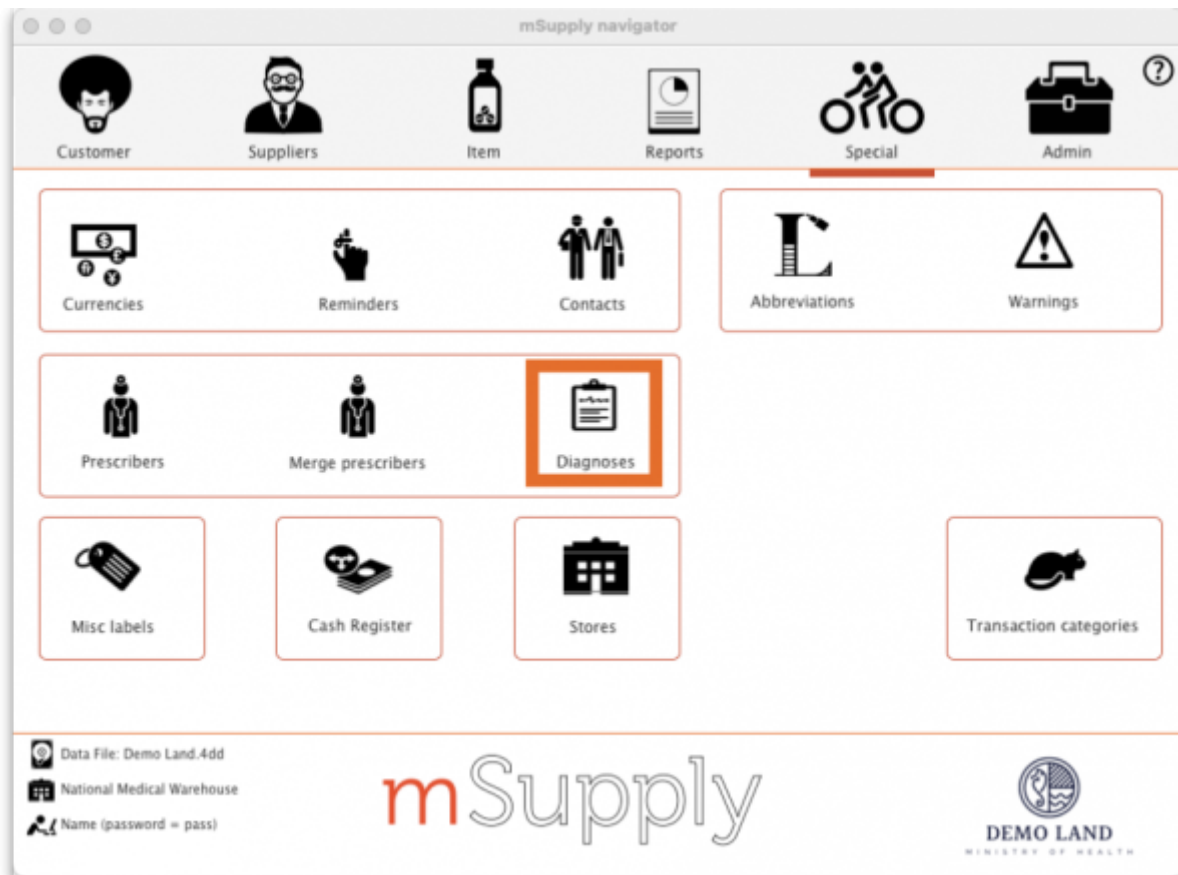 mSupply navigator
Customer
Suppliers
Item
Reports
Special
Admin
?
Currencies
Reminders
Contacts
Abbreviations
Warnings
Prescribers
Merge prescribers
Diagnoses
Misc labels
Cash Register
Stores
Transaction categories
Data File: Demo Land.4dd
National Medical Warehouse
Name (password = pass)
mSupply
DEMO LAND
MINISTRY OF HEALTH